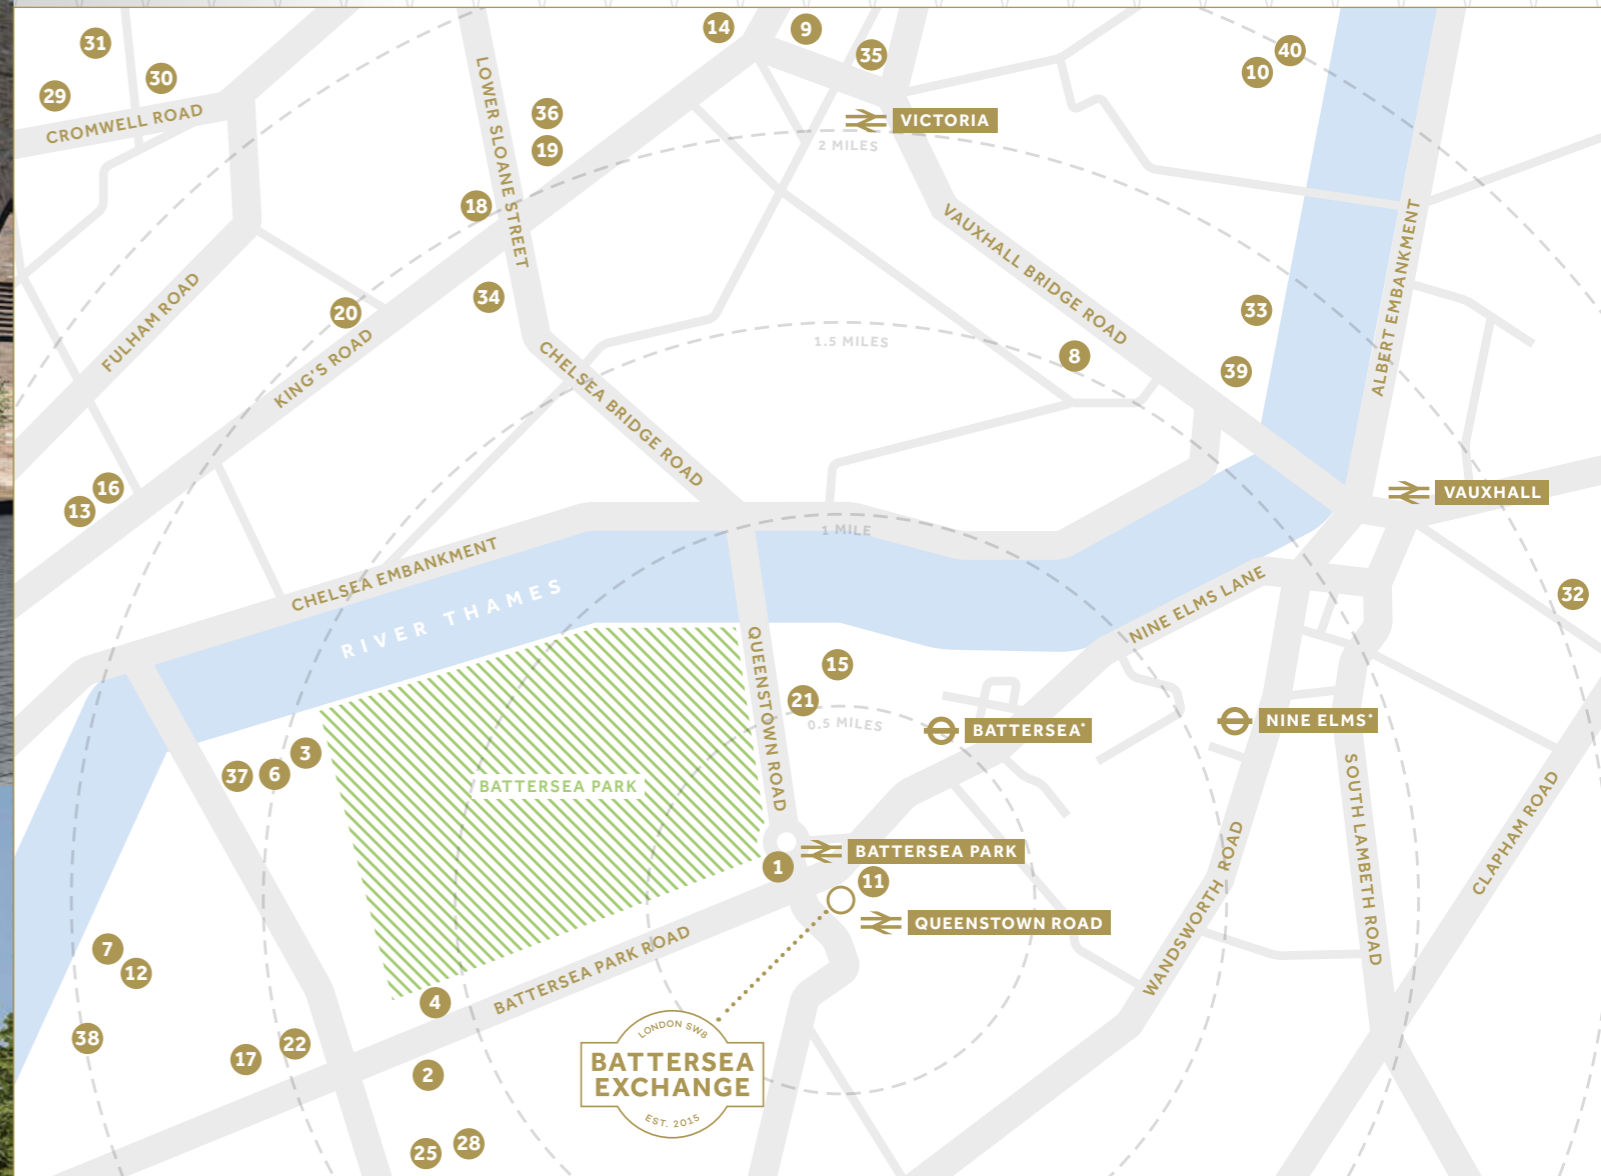 31
14
9
35
40
10
30
29
CROMWELL ROAD
LOWER SLOANE STREET
36
19
VICTORIA
2 MILES
18
VAUXHALL BRIDGE ROAD
ALBERT EMBANKMENT
FULHAM ROAD
34
20
KING'S ROAD
33
1.5 MILES
8
39
CHELSEA BRIDGE ROAD
16
13
VAUXHALL
1 MILE
CHELSEA EMBANKMENT
RIVER THAMES
NINE ELMS LANE
32
QUEENSTOWN ROAD
15
21
0.5 MILES
BATTERSEA*
NINE ELMS*
3
6
37
BATTERSEA PARK
SOUTH LAMBETH ROAD
CLAPHAM ROAD
WANDSWORTH ROAD
BATTERSEA PARK
1
11
QUEENSTOWN ROAD
7
12
BATTERSEA PARK ROAD
4
38
17
22
2
LONDON SW8
BATTERSEA
EXCHANGE
EST. 2015
25
28